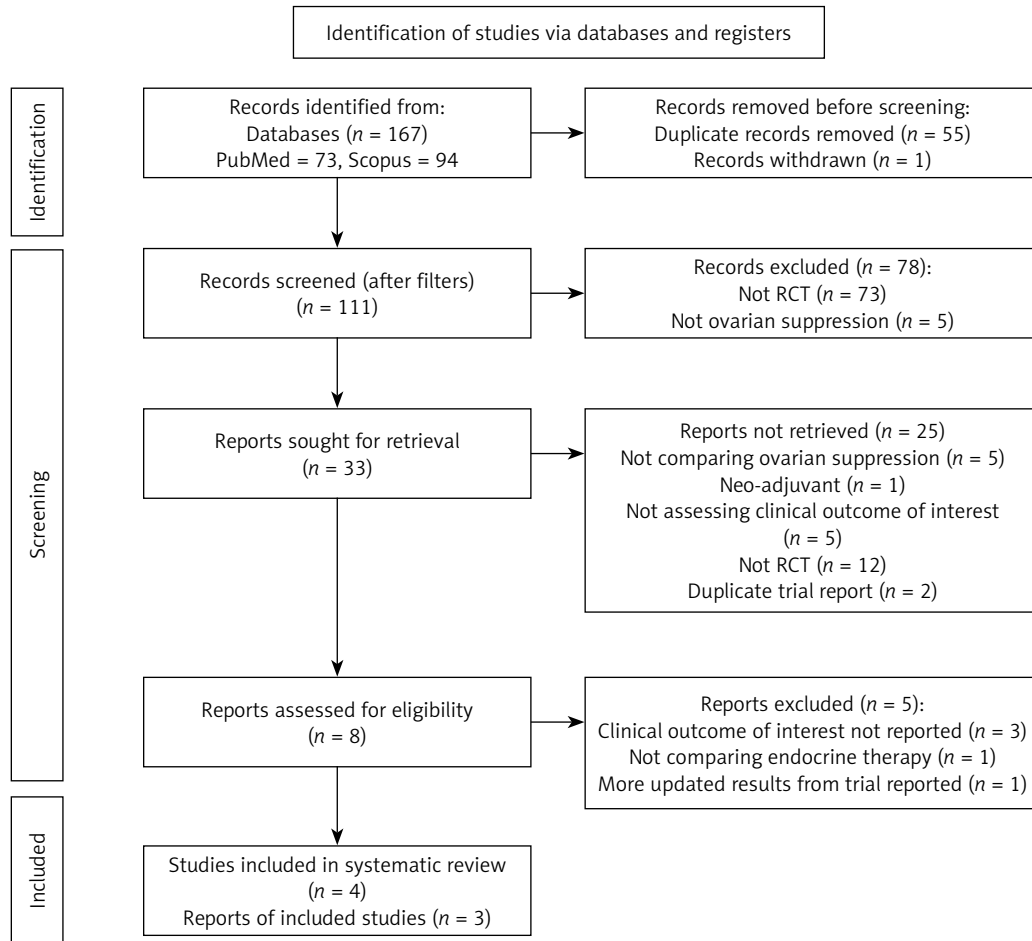 Identification of studies via databases and registers
Identification
Records identified from:
Databases (n = 167)
PubMed = 73, Scopus = 94
Records removed before screening:
Duplicate records removed (n = 55)
Records withdrawn (n = 1)
Screening
Records screened (after filters)
(n = 111)
Records excluded (n = 78):
Not RCT (n = 73)
Not ovarian suppression (n = 5)
Reports sought for retrieval
(n = 33)
Reports not retrieved (n = 25)
Not comparing ovarian suppression (n = 5)
Neo-adjuvant (n = 1)
Not assessing clinical outcome of interest
(n = 5)
Not RCT (n = 12)
Duplicate trial report (n = 2)
Reports assessed for eligibility
(n = 8)
Reports excluded (n = 5):
Clinical outcome of interest not reported (n = 3)
Not comparing endocrine therapy (n = 1)
More updated results from trial reported (n = 1)
Included
Studies included in systematic review
(n = 4)
Reports of included studies (n = 3)